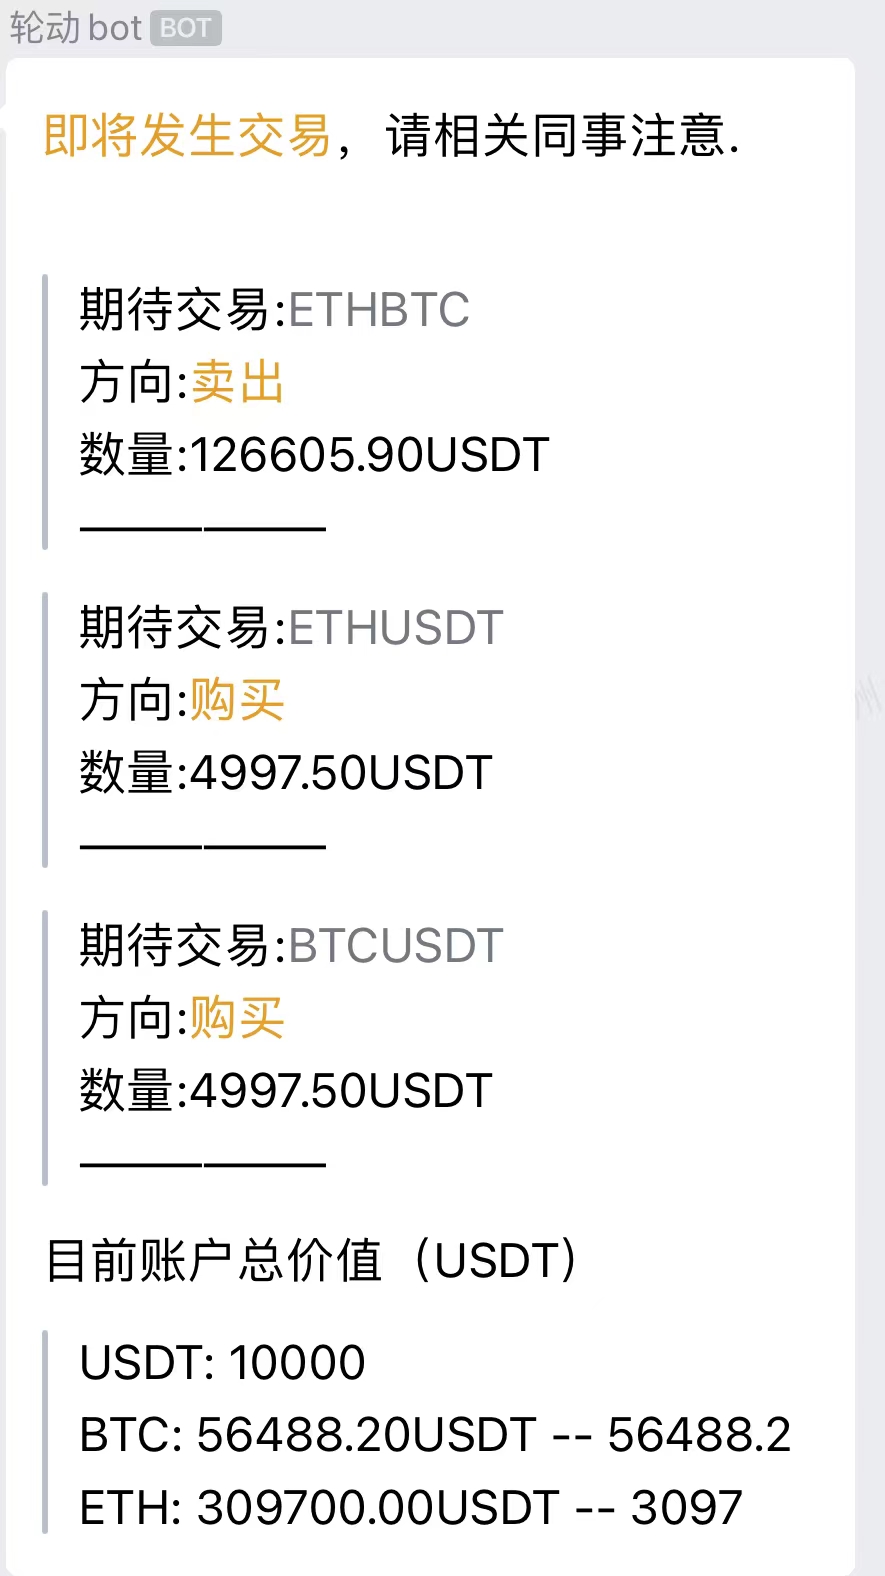 轮动 bot BOT
即将发生交易，请相关同事注意.
期待交易:ETHBTC
方向:卖出
数量:126605.90USDT
——————
期待交易:ETHUSDT
方向:购买
数量:4997.50USDT
——————
期待交易:BTCUSDT
方向:购买
数量:4997.50USDT
——————
目前账户总价值（USDT）
USDT: 10000
BTC: 56488.20USDT -- 56488.2
ETH: 309700.00USDT -- 3097